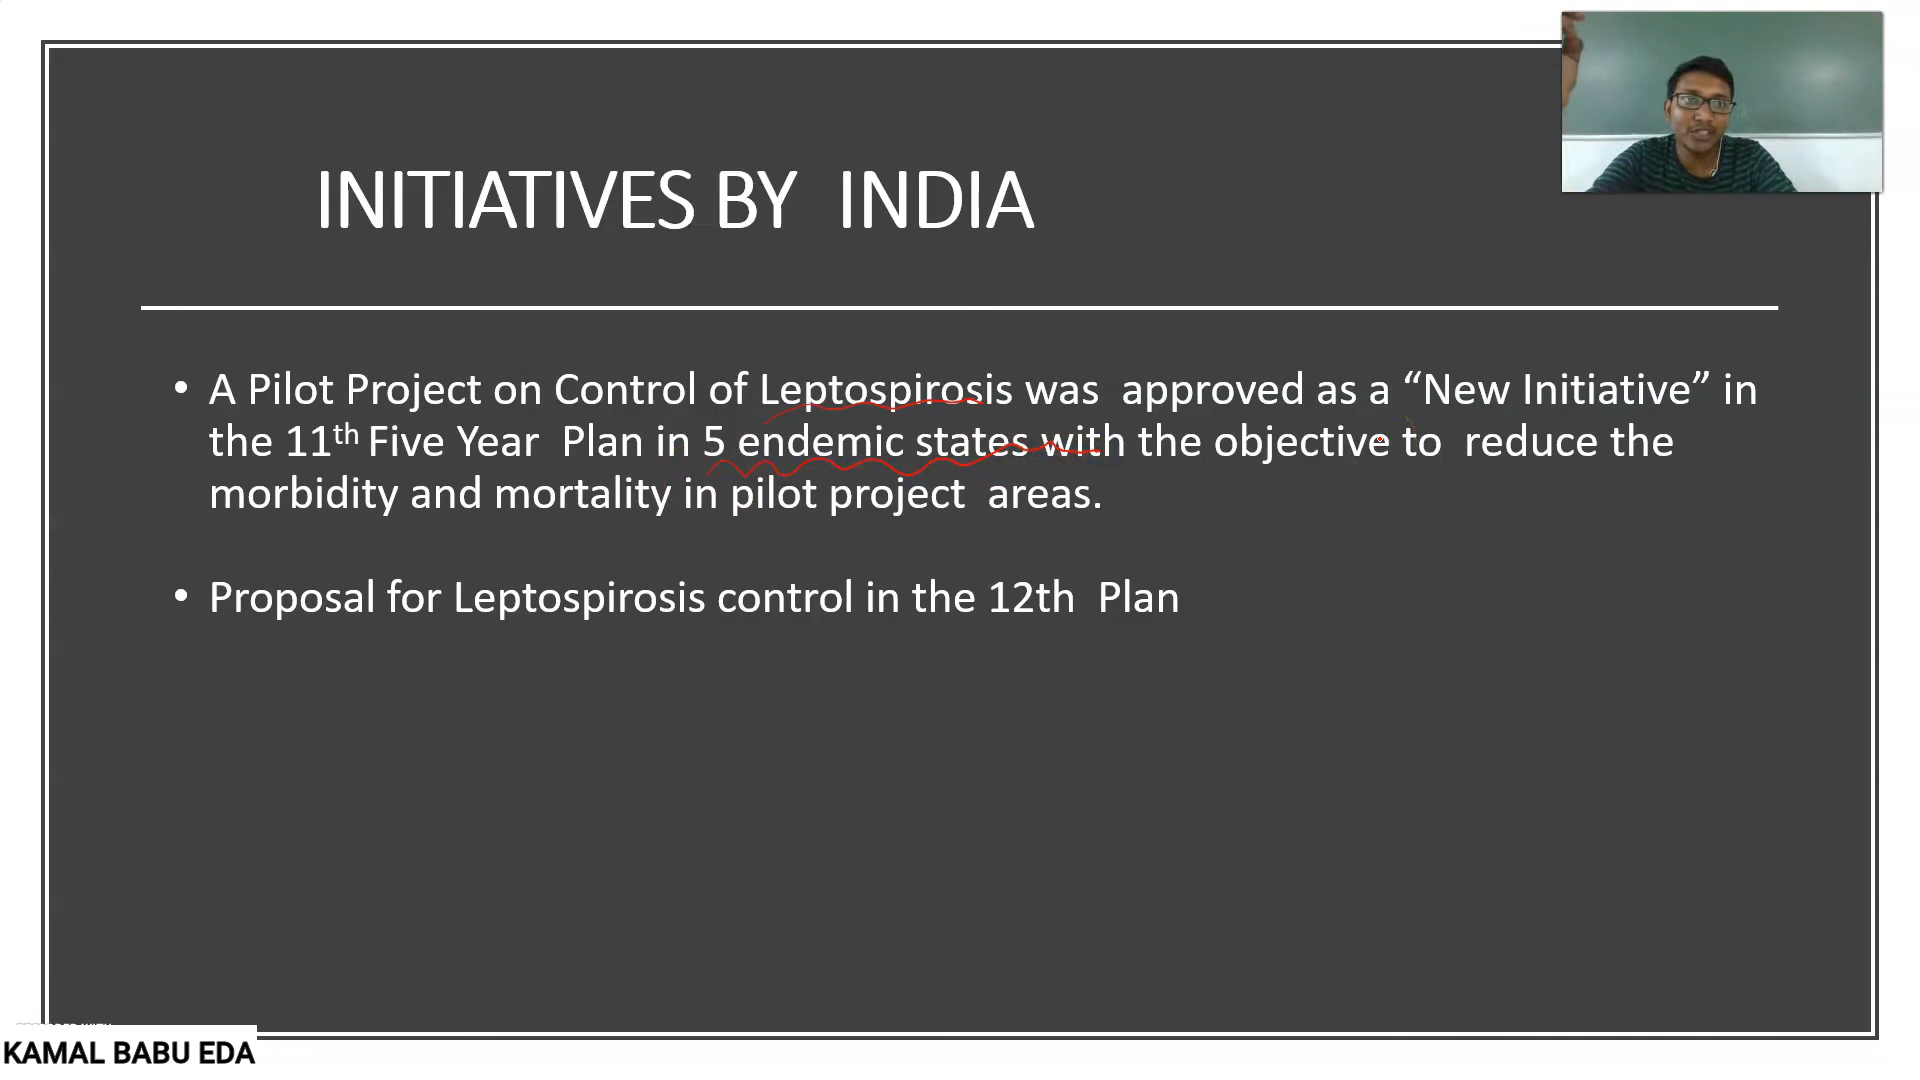 INITIATIVES BY INDIA
• A Pilot Project on Control of Leptospirosis was approved as a “New Initiative” in
the 11th Five Year Plan in 5 endemic states with the objective to reduce the
morbidity and mortality in pilot project areas.
• Proposal for Leptospirosis control in the 12th Plan
KAMAL BABU EDA